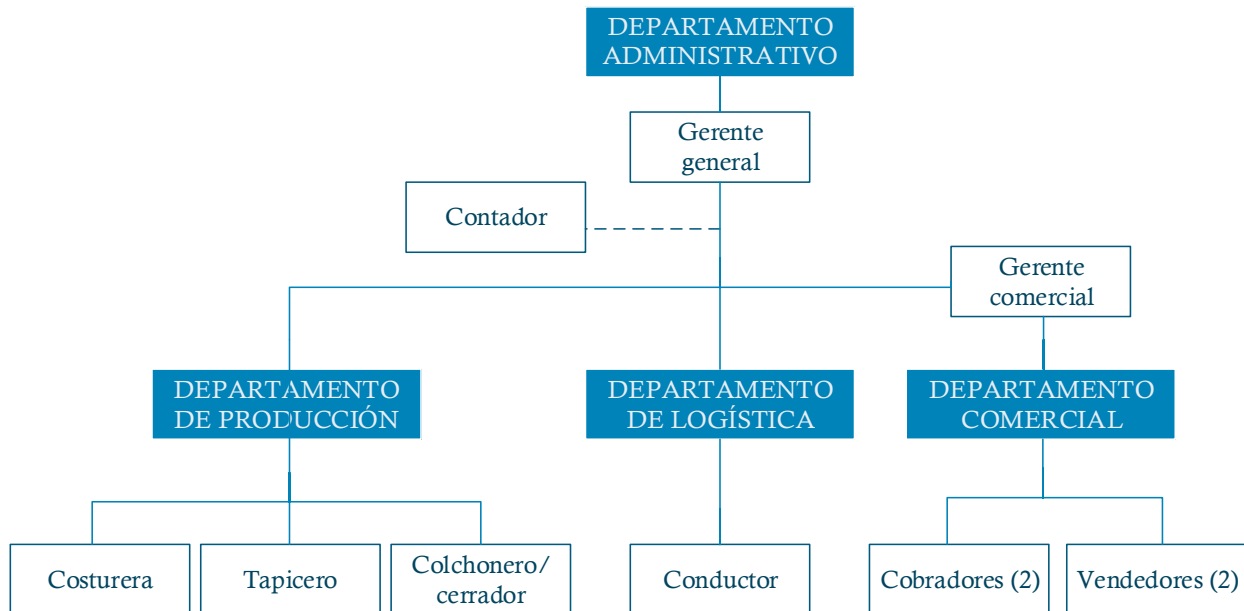 DEPARTAMENTO
ADMINISTRATIVO
Gerente
general
Contador
Gerente
comercial
DEPARTAMENTO
DE PRODUCCIÓN
DEPARTAMENTO
DE LOGÍSTICA
DEPARTAMENTO
COMERCIAL
Costurera
Tapicero
Colchonero/
cerrador
Conductor
Cobradores (2)
Vendedores (2)